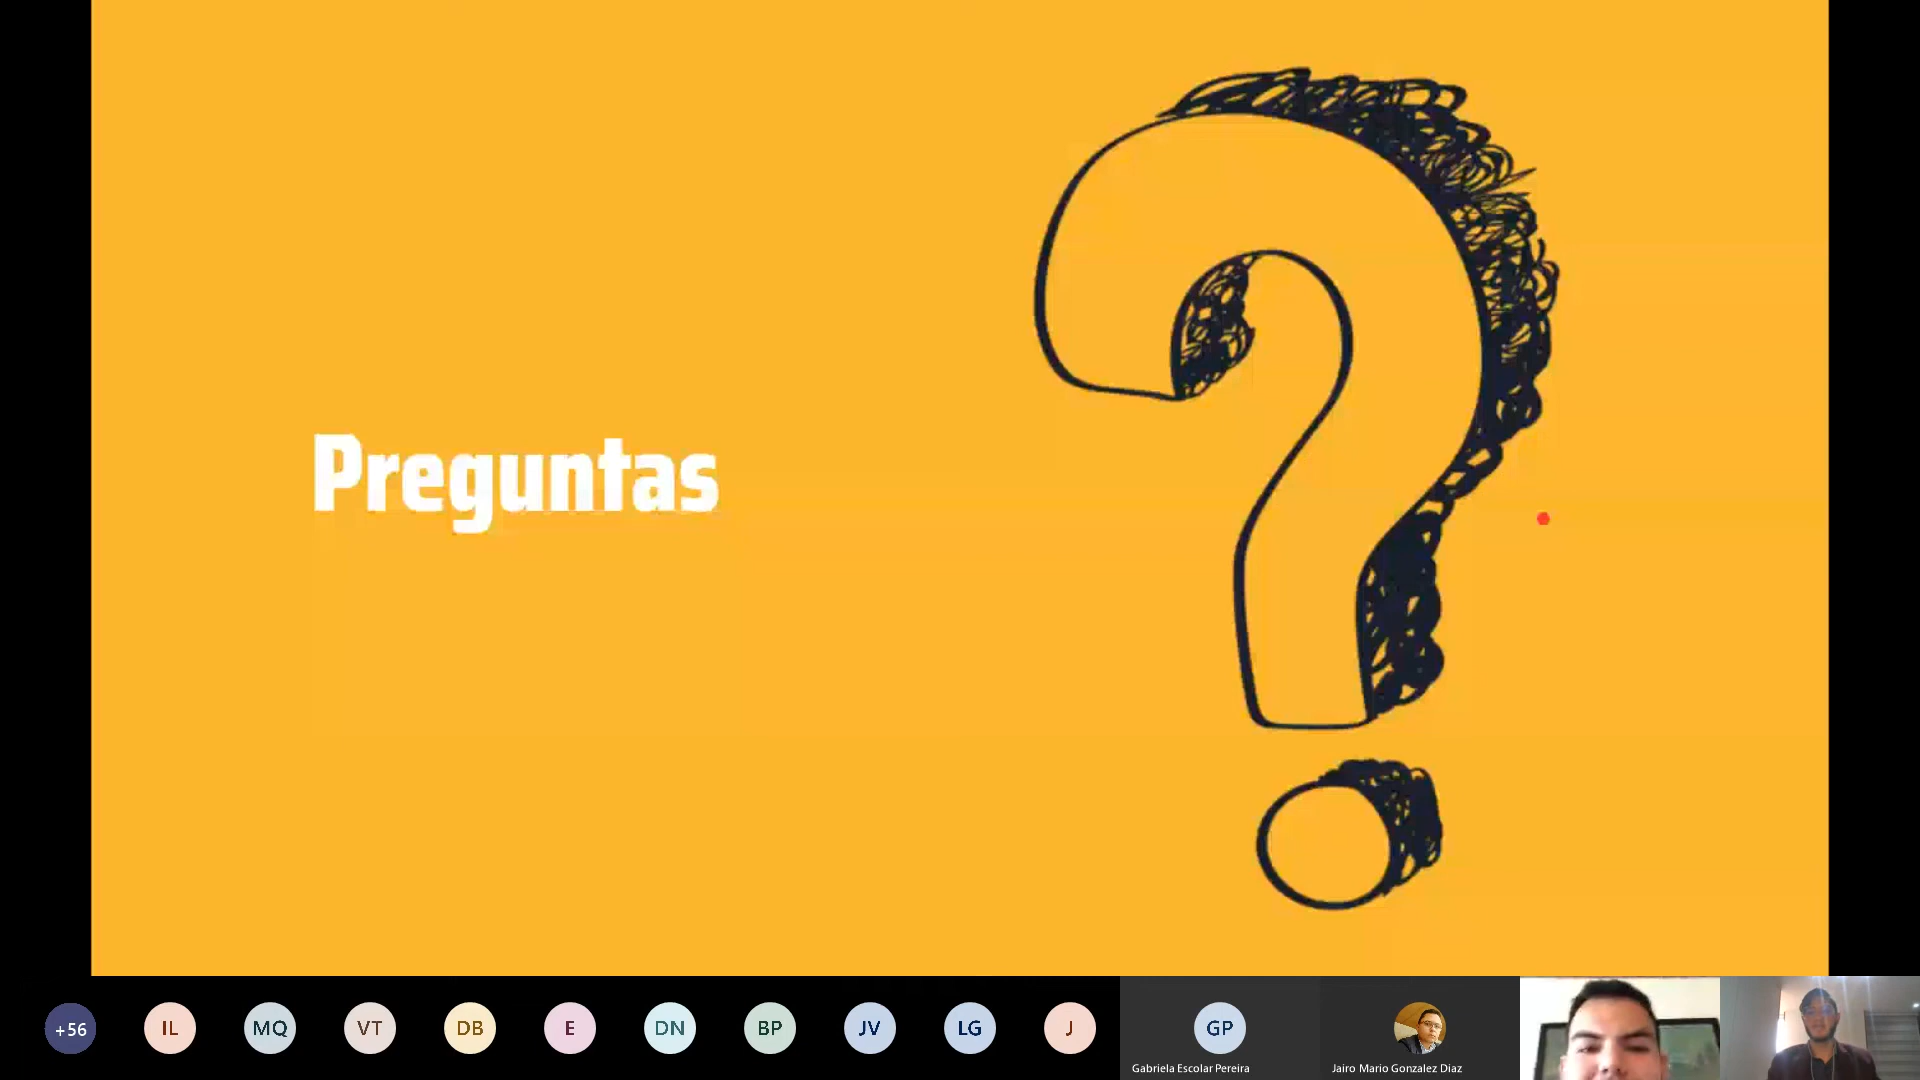 Preguntas
+56
IL
MQ
VT
DB
E
DN
BP
JV
LG
J
GP
Gabriela Escolar Pereira
Jairo Mario Gonzalez Diaz